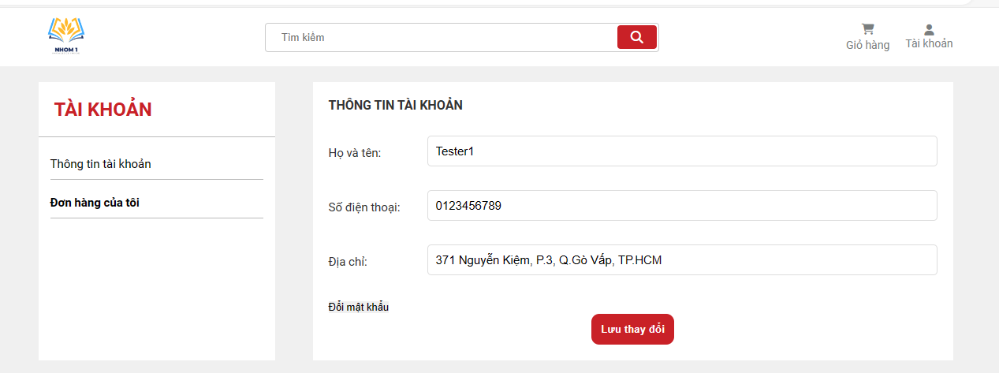 NHOM 1
Tìm kiếm
Giỏ hàng
Tài khoản
TÀI KHOẢN
Thông tin tài khoản
Đơn hàng của tôi
THÔNG TIN TÀI KHOẢN
Họ và tên: Tester1
Số điện thoại: 0123456789
Địa chỉ: 371 Nguyễn Kiệm, P.3, Q.Gò Vấp, TP.HCM
Đổi mật khẩu
Lưu thay đổi